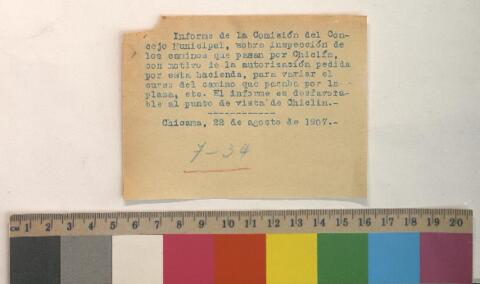 Informe de la Comisión del Con-
cejo Municipal, sobre inspección de
los caminos que pasan por Chiclín,
con motivo de la autorización pedida
por esta hacienda, para variar el
curso del camino que pasaba por la
plaza, etc. El informe es desfavora-
ble al punto de vista de Chiclín.-
-----------
Chicama, 22 de agosto de 1907.-
7-34
CM 1 2 3 4 5 6 7 8 9 10 11 12 13 14 15 16 17 18 19 20